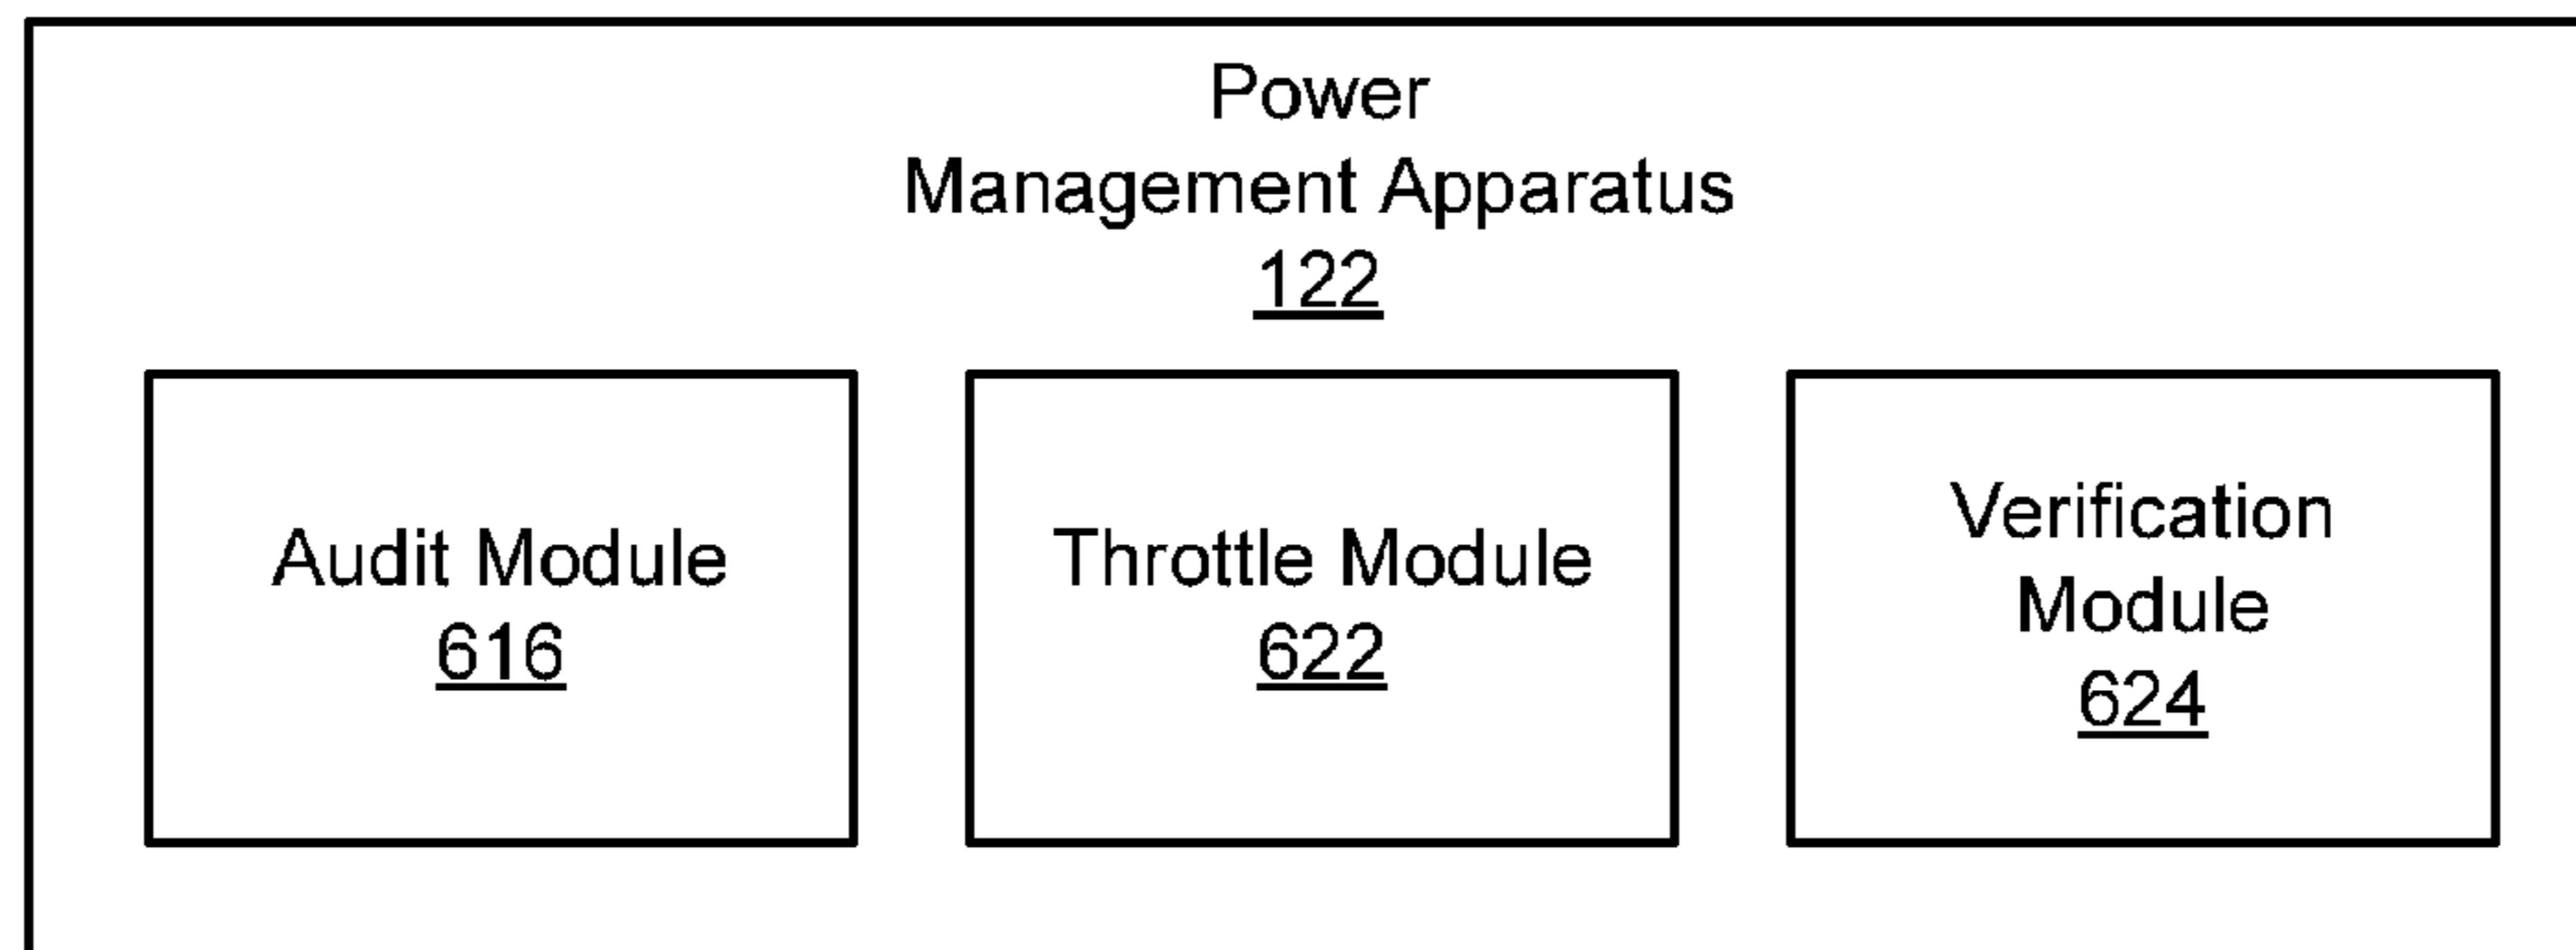 Power
Management Apparatus
122
Audit Module
616
Throttle Module
622
Verification
Module
624